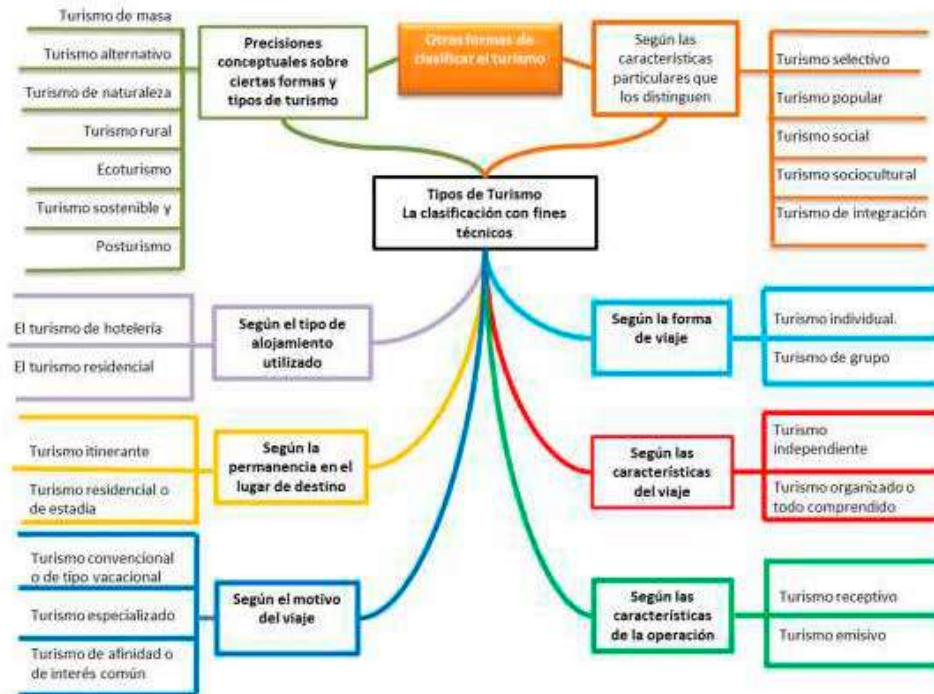 Turismo de masa
Turismo alternativo
Turismo de naturaleza
Turismo rural
Ecoturismo
Turismo sostenible y
Posturismo
Precisiones
conceptuales sobre
ciertas formas y
tipos de turismo
Otras formas de
clasificar el turismo
Según las
características
particulares que
los distinguen
Turismo selectivo
Turismo popular
Turismo social
Turismo sociocultural
Turismo de integración
Tipos de Turismo
La clasificación con fines
técnicos
El turismo de hotelería
El turismo residencial
Según el tipo de
alojamiento
utilizado
Según la forma
de viaje
Turismo individual.
Turismo de grupo
Turismo itinerante
Turismo residencial o
de estadía
Según la
permanencia en el
lugar de destino
Según las
características
del viaje
Turismo
independiente
Turismo organizado o
todo comprendido
Turismo convencional
o de tipo vacacional
Turismo especializado
Turismo de afinidad o
de interés común
Según el motivo
del viaje
Según las
características
de la operación
Turismo receptivo
Turismo emisivo